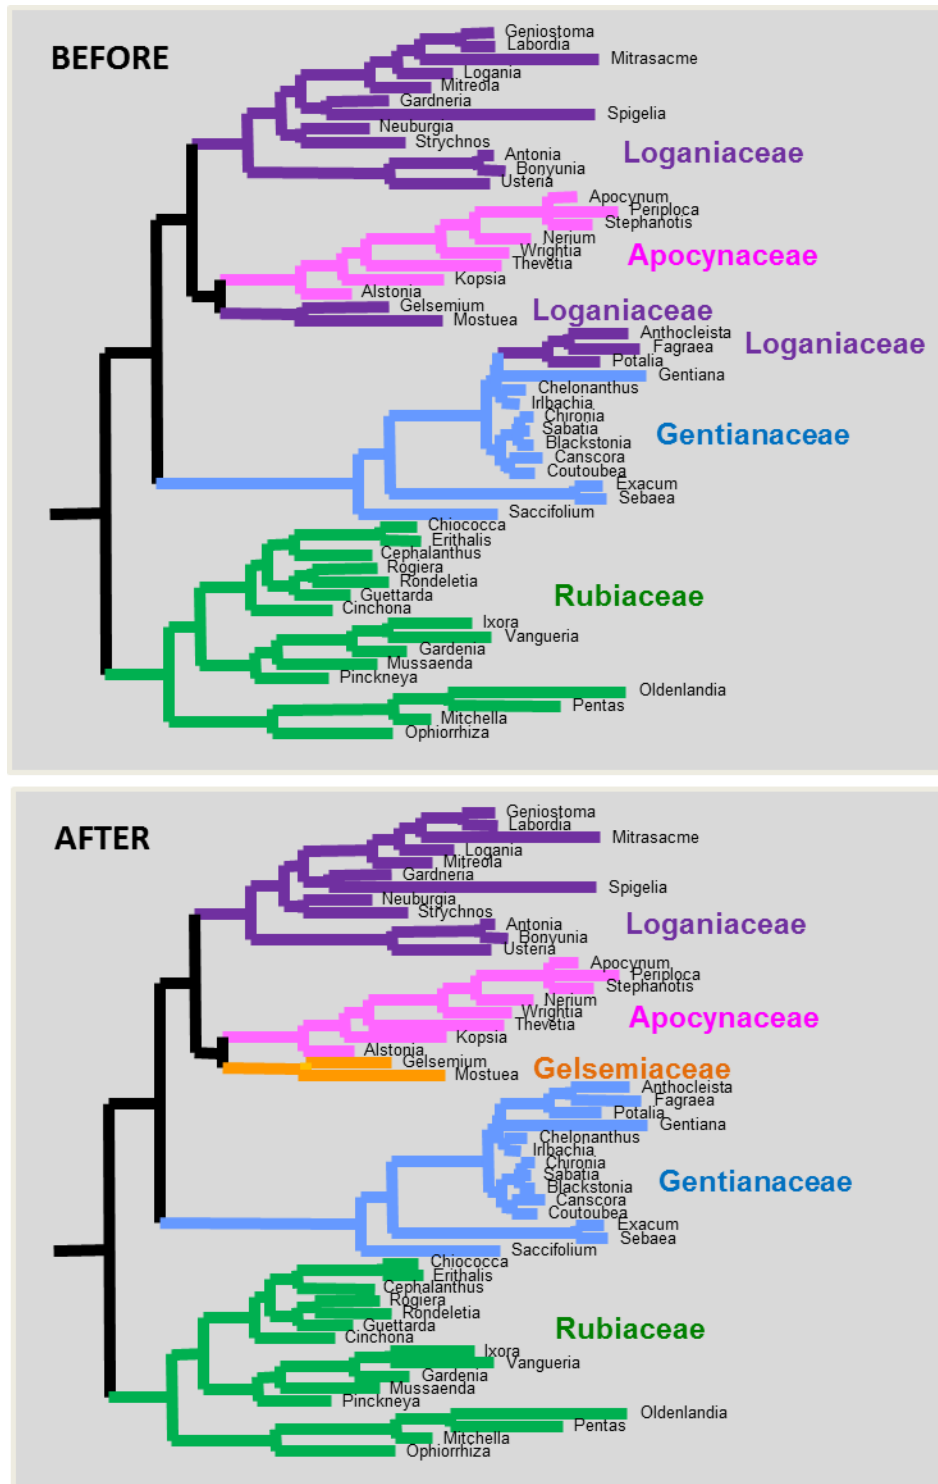 BEFORE
Geniostoma
Labordia
Mitrasacme
Logania
Mitreola
Gardneria
Spigelia
Neuburgia
Strychnos
Loganiaceae
Antonia
Bonyunia
Usteria
Apocynum
Periploca
Stephanotis
Nerium
Wrightia
Apocynaceae
Thevetia
Kopsia
Alstonia
Gelsemium
Loganiaceae
Mostuea
Anthocleista
Loganiaceae
Fagraea
Potalia
Gentiana
Chelonanthus
Irlbachia
Chironia
Sabatia
Gentianaceae
Blackstonia
Canscora
Coutoubea
Exacum
Sebaea
Saccifolium
Chiococca
Erithalis
Cephalanthus
Rogiera
Rondeletia
Guettarda
Rubiaceae
Cinchona
Ixora
Vangueria
Gardenia
Mussaenda
Pinckneya
Oldenlandia
Pentas
Mitchella
Ophiorrhiza
AFTER
Geniostoma
Labordia
Mitrasacme
Logania
Mitreola
Gardneria
Spigelia
Neuburgia
Strychnos
Loganiaceae
Antonia
Bonyunia
Usteria
Apocynum
Periploca
Stephanotis
Nerium
Wrightia
Apocynaceae
Thevetia
Kopsia
Alstonia
Gelsemium
Gelsemiaceae
Mostuea
Anthocleista
Fagraea
Potalia
Gentiana
Chelonanthus
Irlbachia
Chironia
Sabatia
Gentianaceae
Blackstonia
Canscora
Coutoubea
Exacum
Sebaea
Saccifolium
Chiococca
Erithalis
Cephalanthus
Rogiera
Rondeletia
Guettarda
Rubiaceae
Cinchona
Ixora
Vangueria
Gardenia
Mussaenda
Pinckneya
Oldenlandia
Pentas
Mitchella
Ophiorrhiza